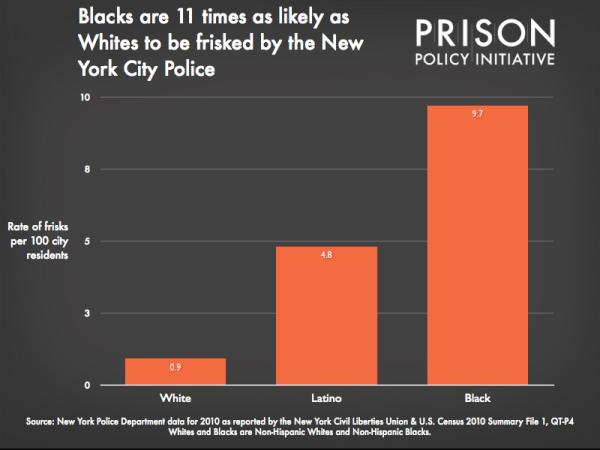 Blacks are 11 times as likely as
Whites to be frisked by the New
York City Police
PRISON
POLICY INITIATIVE
10
9.7
8
Rate of frisks
per 100 city
residents
5
4.8
3
0.9
0
White
Latino
Black
Source: New York Police Department data for 2010 as reported by the New York Civil Liberties Union & U.S. Census 2010 Summary File 1, QT-P4
Whites and Blacks are Non-Hispanic Whites and Non-Hispanic Blacks.